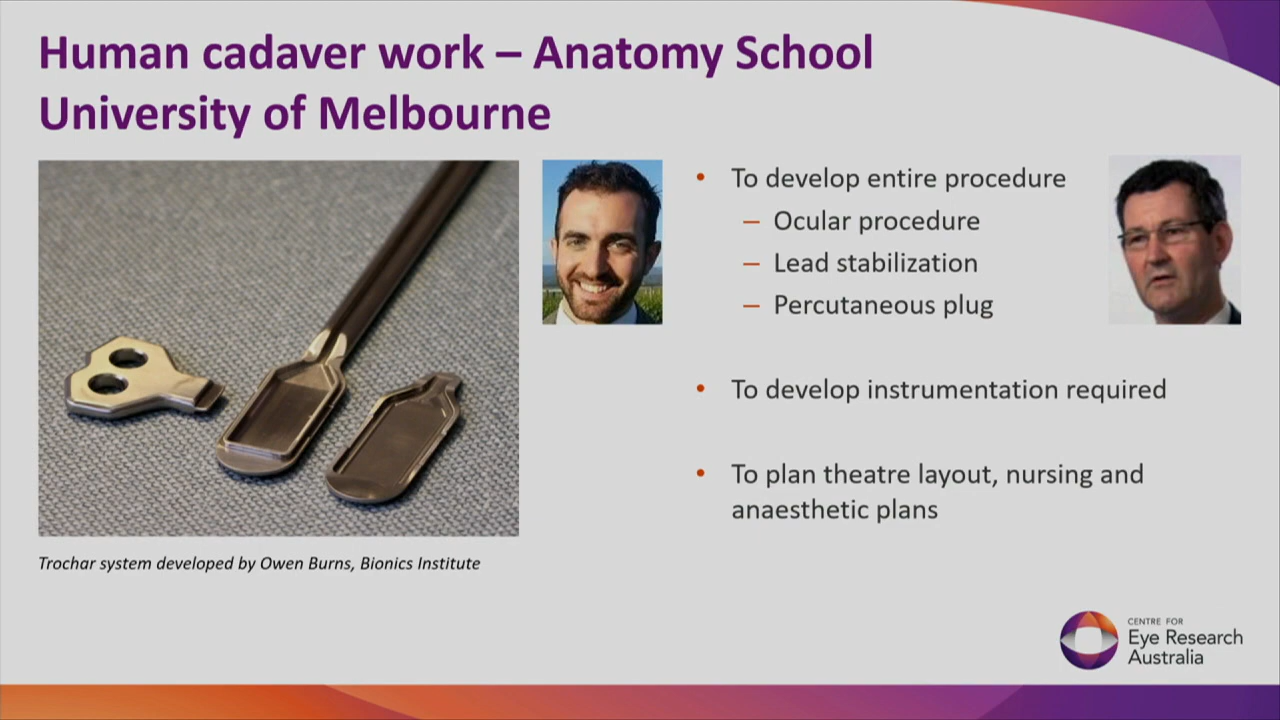 Human cadaver work – Anatomy School
University of Melbourne
• To develop entire procedure
– Ocular procedure
– Lead stabilization
– Percutaneous plug
• To develop instrumentation required
• To plan theatre layout, nursing and
anaesthetic plans
Trochar system developed by Owen Burns, Bionics Institute
CENTRE FOR
Eye Research
Australia